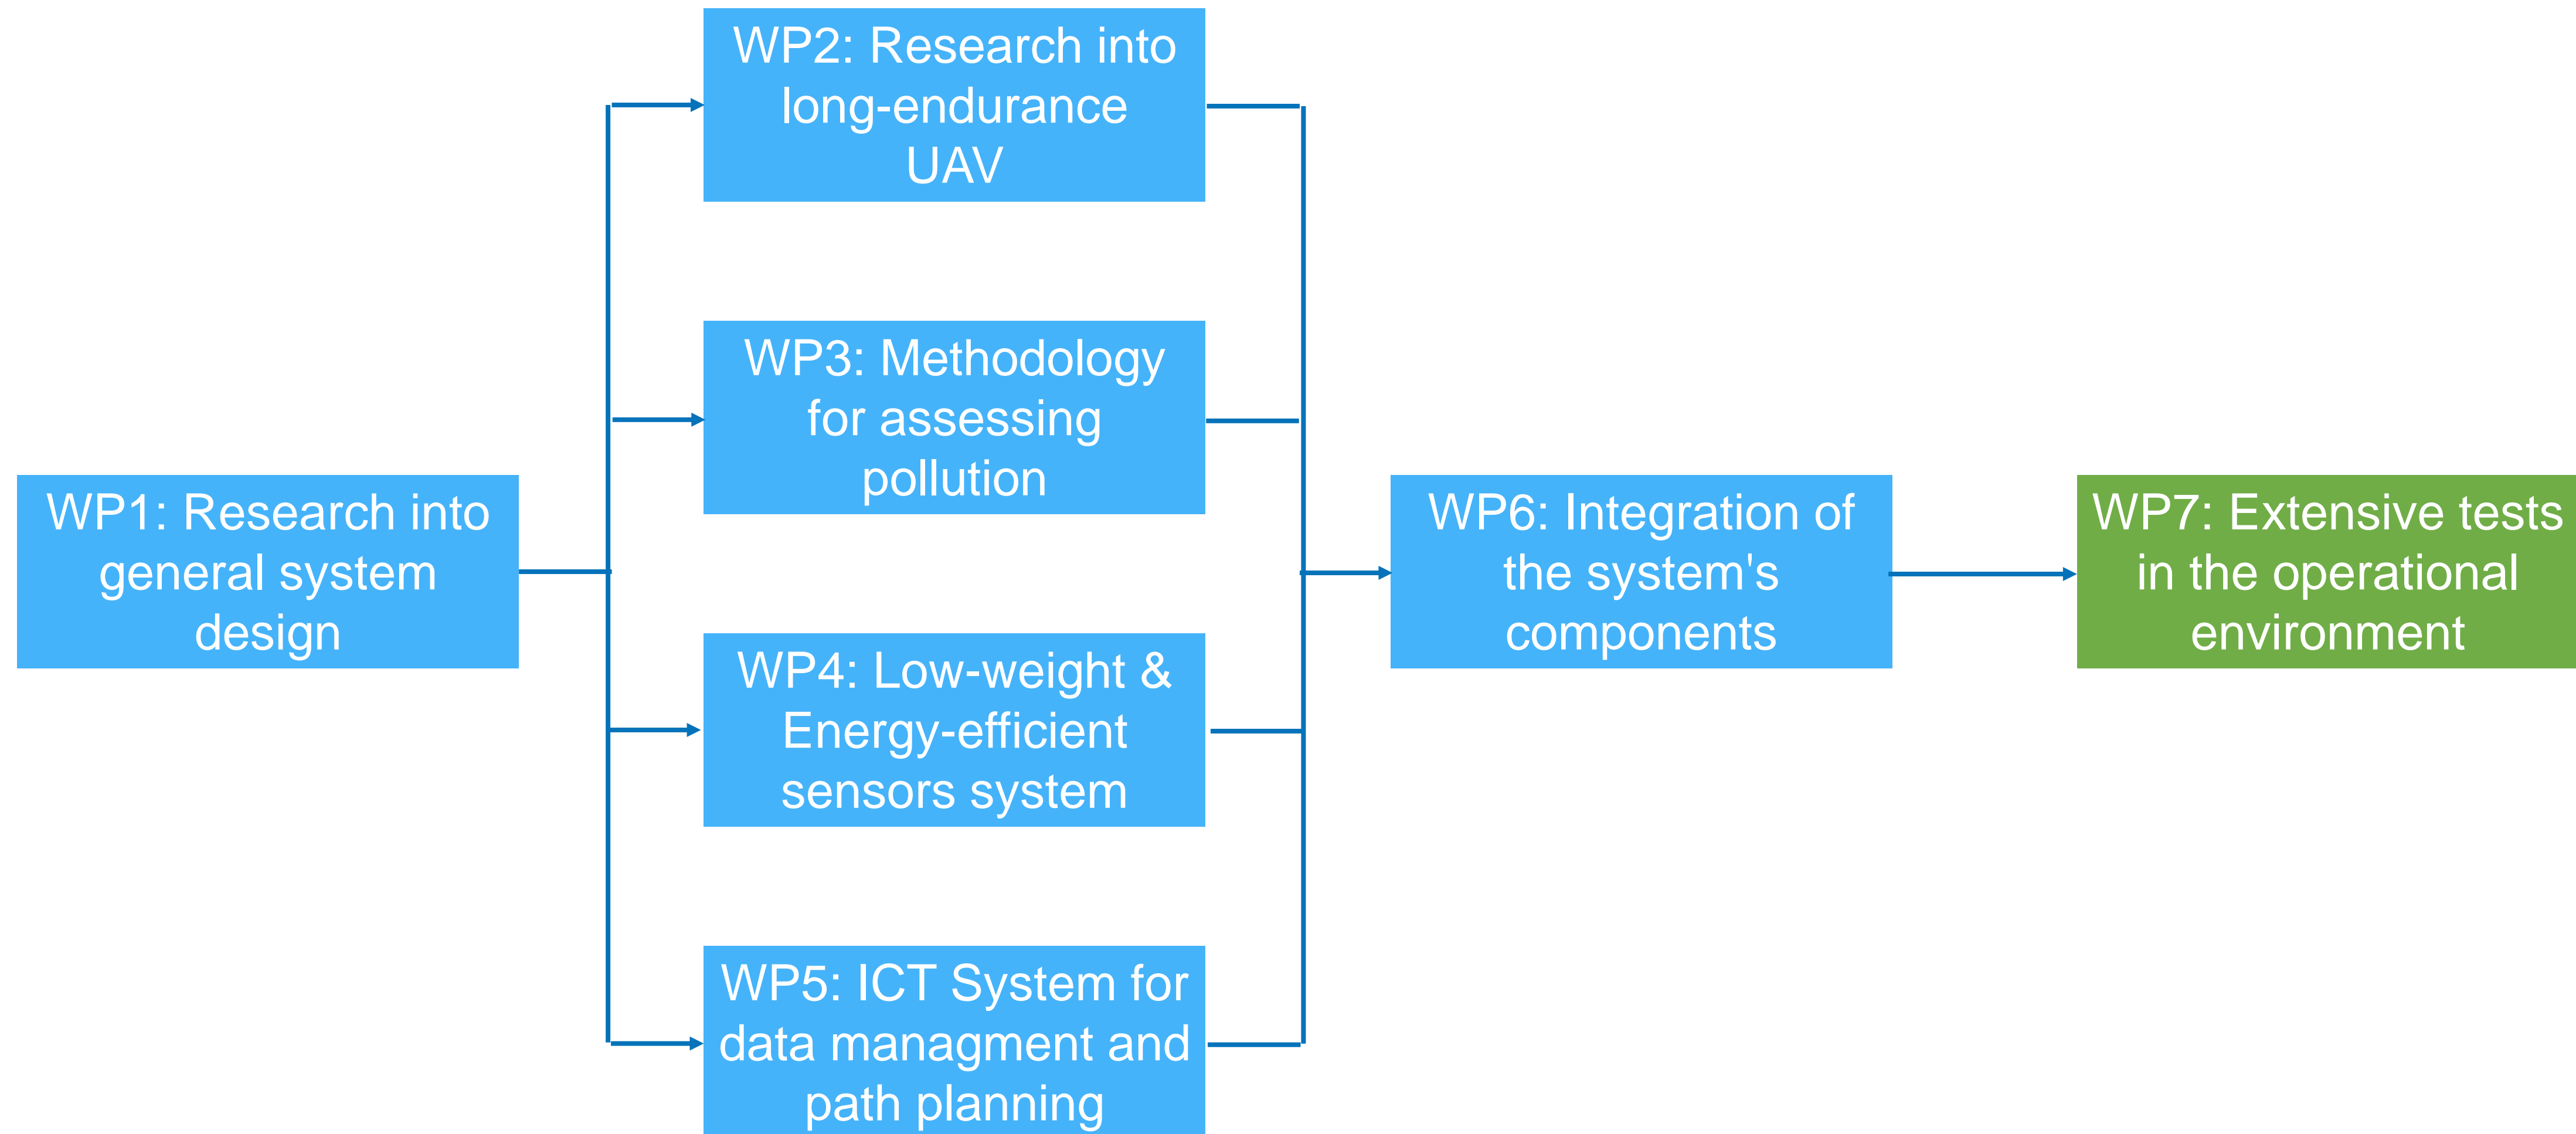 WP1: Research into
general system
design
WP2: Research into
long-endurance
UAV
WP3: Methodology
for assessing
pollution
WP4: Low-weight &
Energy-efficient
sensors system
WP5: ICT System for
data managment and
path planning
WP6: Integration of
the system's
components
WP7: Extensive tests
in the operational
environment